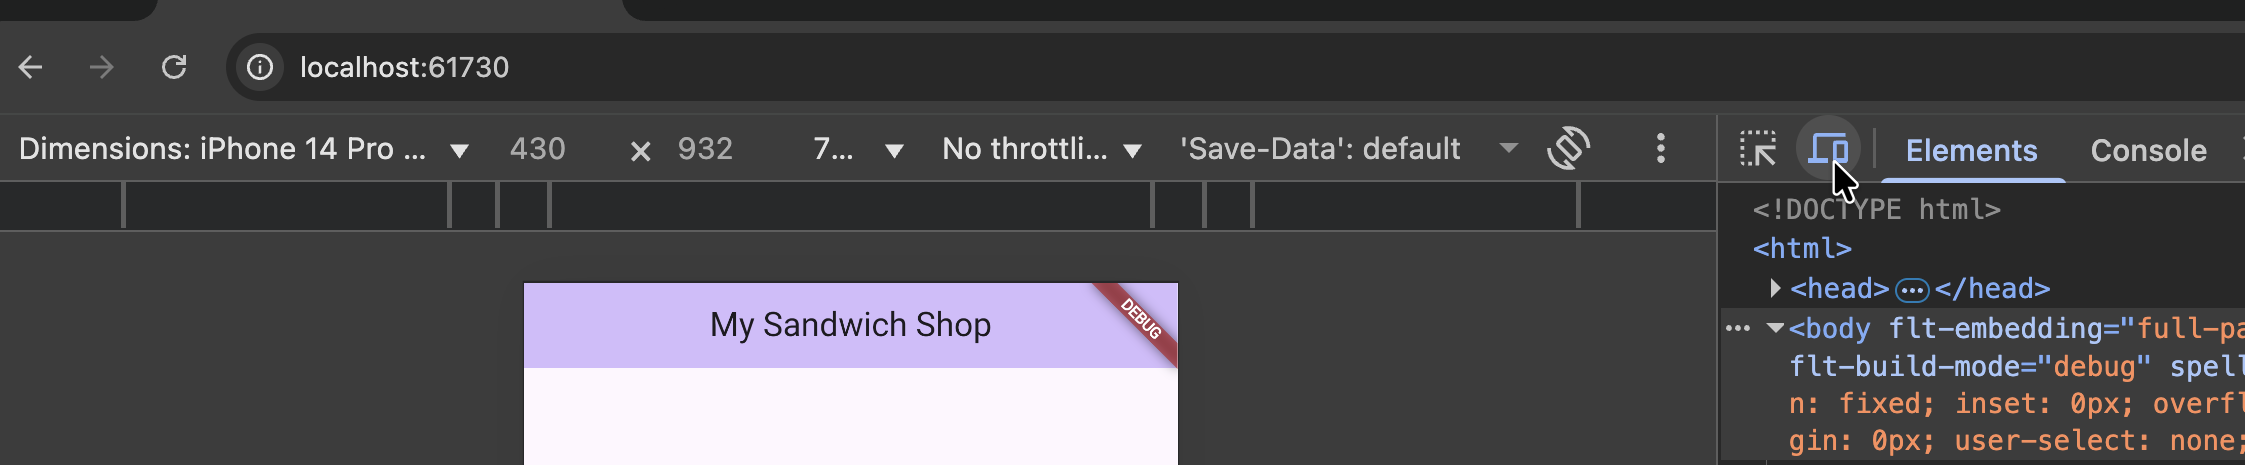 localhost:61730
Dimensions: iPhone 14 Pro ... 430 × 932 7... No throttli... 'Save-Data': default
Elements Console
<!DOCTYPE html>
<html>
<head> ... </head>
... <body flt-embedding="full-pa
flt-build-mode="debug" spell
n: fixed; inset: 0px; overfl
gin: 0px; user-select: none;
My Sandwich Shop
DEBUG